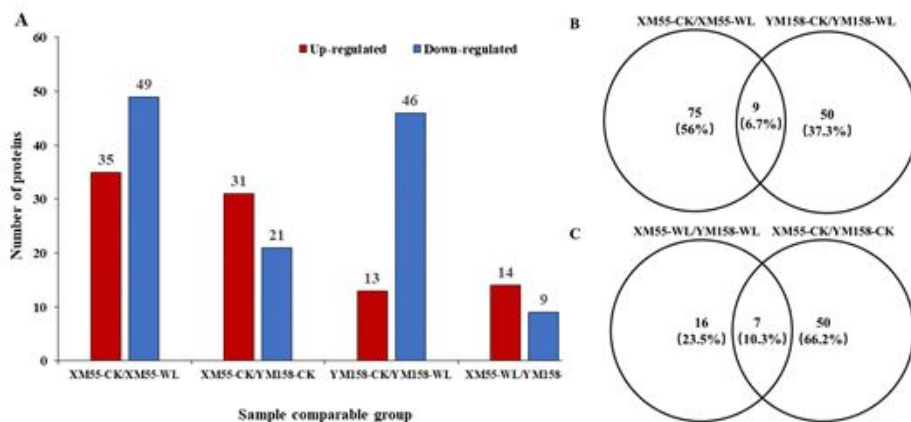 A
Up-regulated Down-regulated
Number of proteins
60
50
40
30
20
10
0
35 49
31 21
13 46
14 9
XM55-CK/XM55-WL XM55-CK/YM158-CK YM158-CK/YM158-WL XM55-WL/YM158-
Sample comparable group
B
XM55-CK/XM55-WL YM158-CK/YM158-WL
75 9 50
(56%) (6.7%) (37.3%)
C
XM55-WL/YM158-WL XM55-CK/YM158-CK
16 7 50
(23.5%) (10.3%) (66.2%)